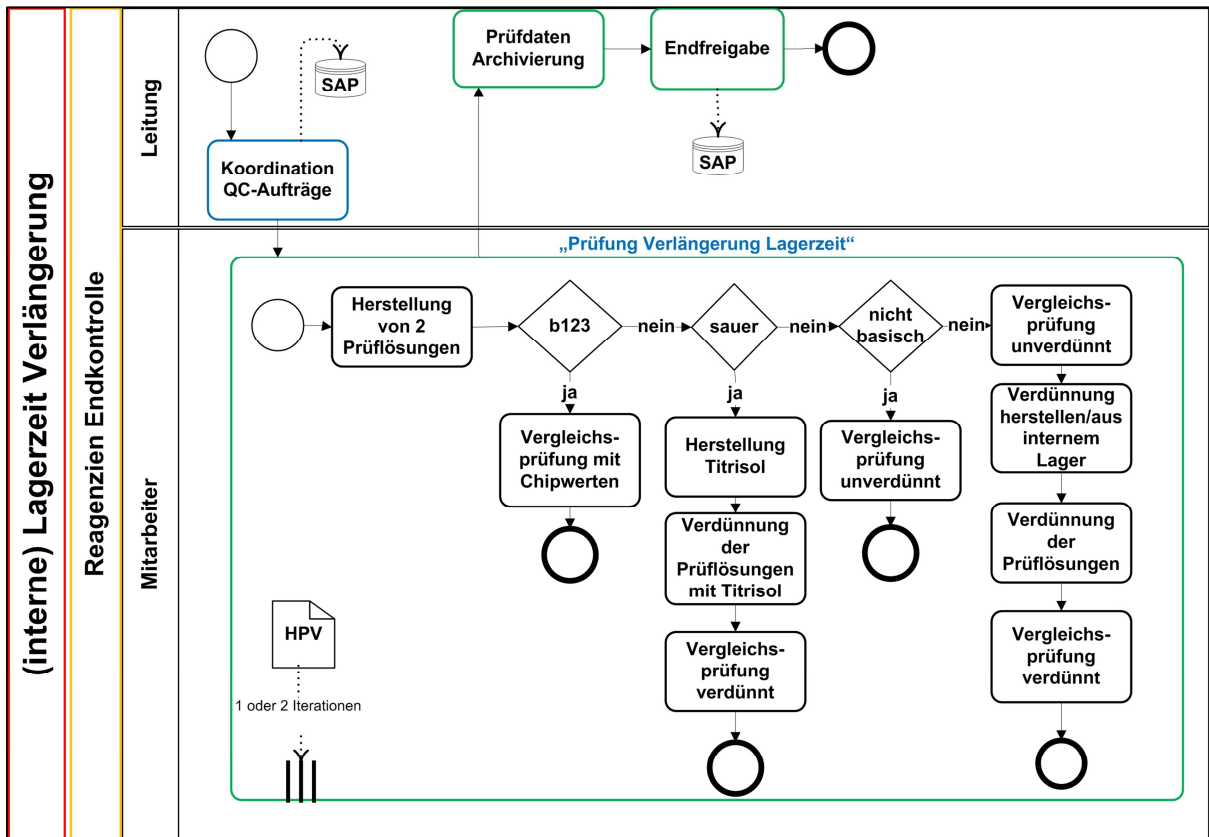 (interne) Lagerzeit Verlängerung
Reagenzien Endkontrolle
Leitung
SAP
Koordination
QC-Aufträge
Prüfdaten
Archivierung
Endfreigabe
SAP
Mitarbeiter
„Prüfung Verlängerung Lagerzeit“
Herstellung
von 2
Prüflösungen
b123
nein
sauer
nein
nicht
basisch
nein
Vergleichs-
prüfung
unverdünnt
ja
ja
ja
Vergleichs-
prüfung mit
Chipwerten
Herstellung
Titrisol
Verdünnung
der
Prüflösungen
mit Titrisol
Vergleichs-
prüfung
verdünnt
Vergleichs-
prüfung
unverdünnt
Verdünnung
herstellen/aus
internem
Lager
Verdünnung
der
Prüflösungen
Vergleichs-
prüfung
verdünnt
HPV
1 oder 2 Iterationen